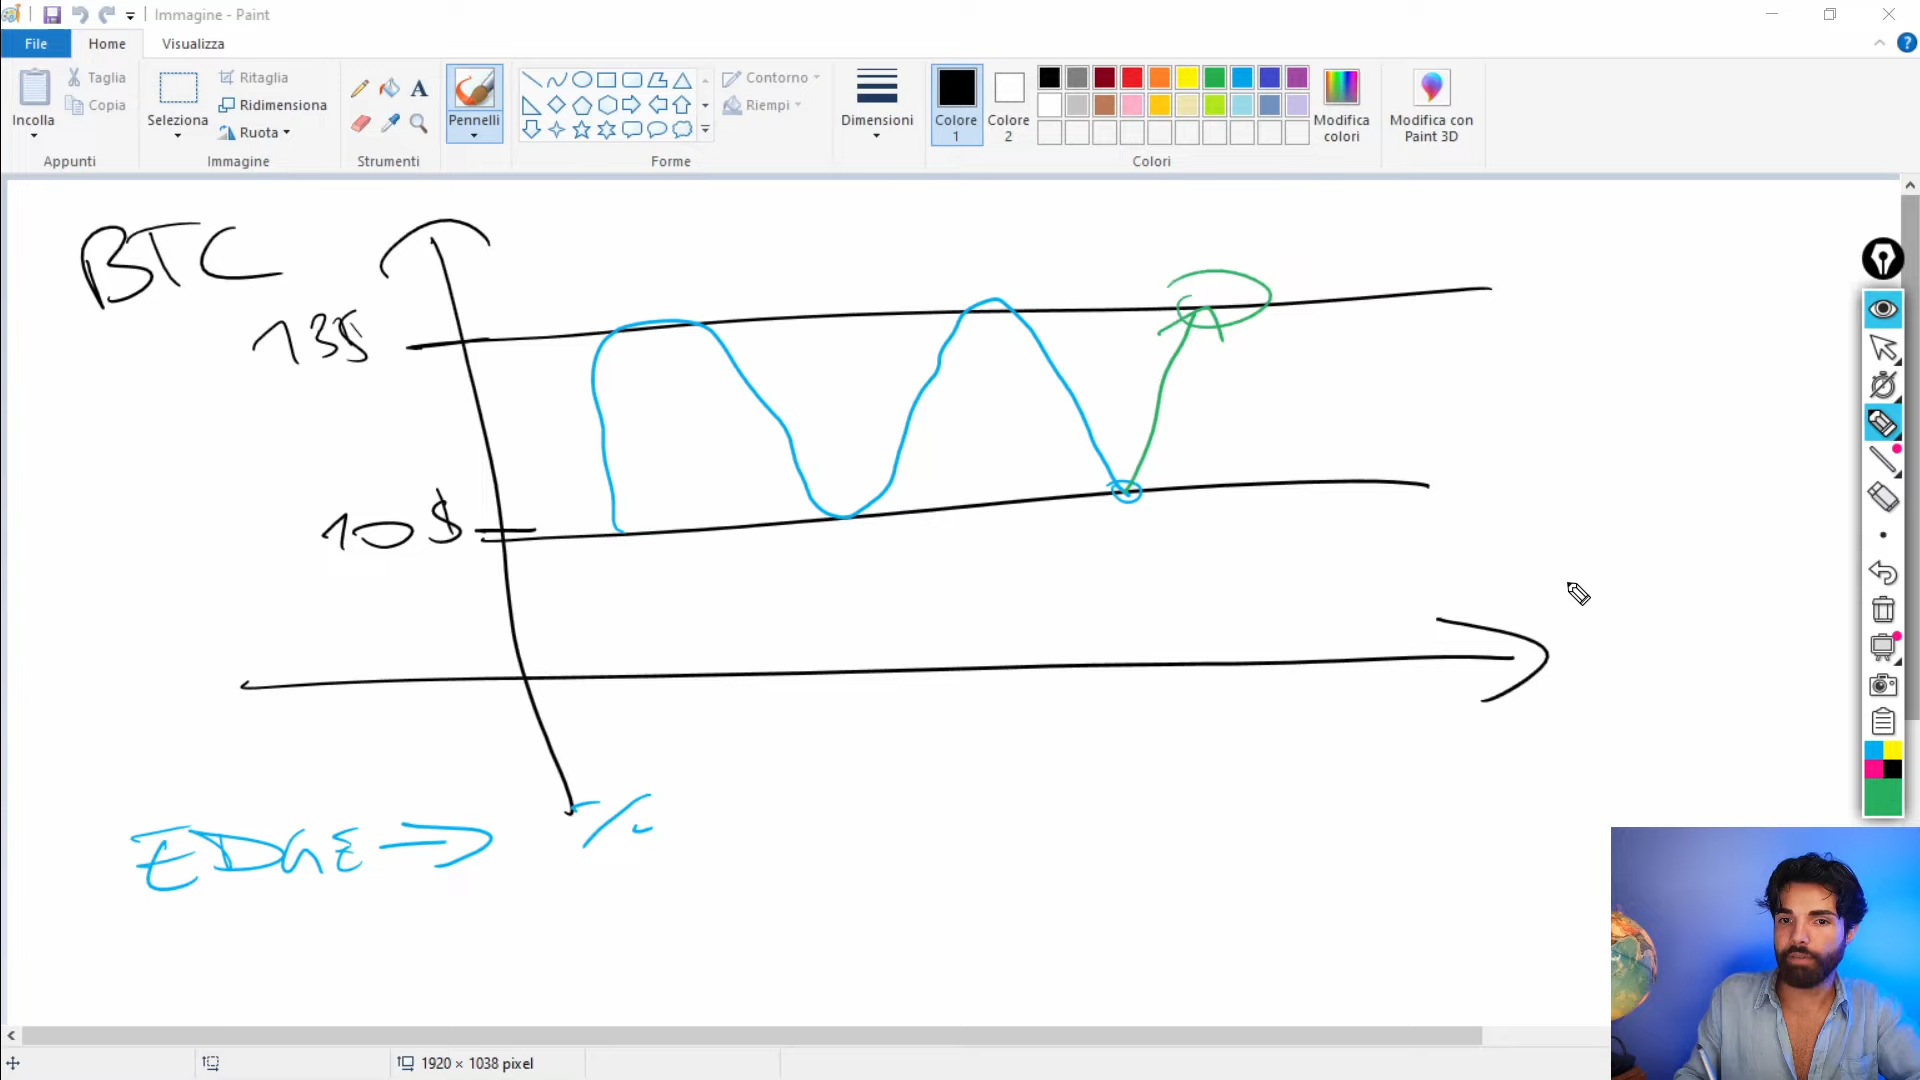 Immagine - Paint
File Home Visualizza
Incolla
Taglia
Copia
Appunti
Seleziona
Ritaglia
Ridimensiona
Ruota
Immagine
A
Strumenti
Pennelli
Contorno
Riempi
Forme
Dimensioni
Colore 1
Colore 2
Modifica colori
Colori
Modifica con Paint 3D
BTC
13$
10$
EDGE → %
1920 × 1038 pixel